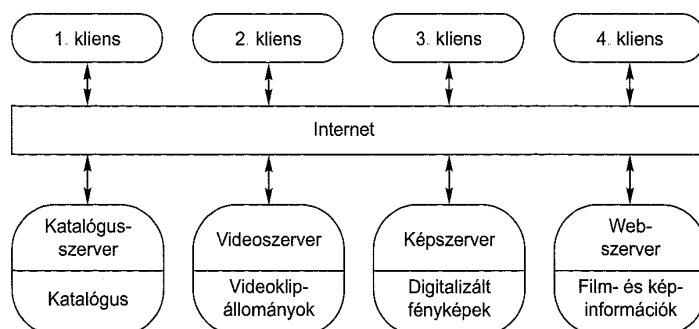 1. kliens
2. kliens
3. kliens
4. kliens
Internet
Katalógus-
szerver
Katalógus
Videoszerver
Videoklip-
állományok
Képszerver
Digitalizált
fényképek
Web-
szerver
Film- és kép-
információk